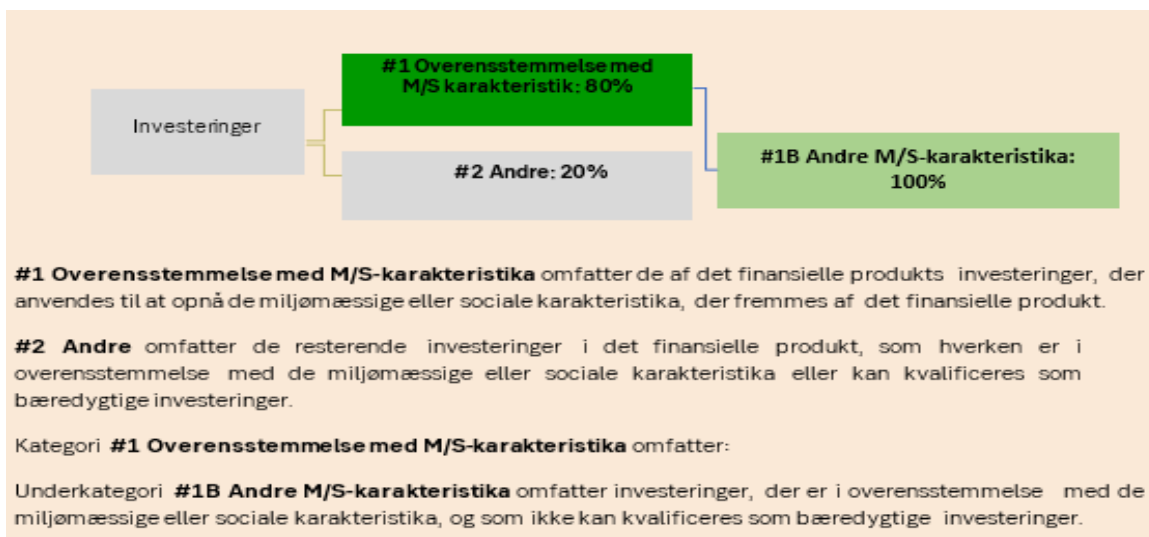 #1 Overensstemmelse med
M/S karakteristik: 80%
Investeringer
#2 Andre: 20%
#1B Andre M/S-karakteristika:
100%
#1 Overensstemmelse med M/S-karakteristika omfatter de af det finansielle produkts investeringer, der
anvendes til at opnå de miljømæssige eller sociale karakteristika, der fremmes af det finansielle produkt.
#2 Andre omfatter de resterende investeringer i det finansielle produkt, som hverken er i
overensstemmelse med de miljømæssige eller sociale karakteristika eller kan kvalificeres som
bæredygtige investeringer.
Kategori #1 Overensstemmelse med M/S-karakteristika omfatter:
Underkategori #1B Andre M/S-karakteristika omfatter investeringer, der er i overensstemmelse med de
miljømæssige eller sociale karakteristika, og som ikke kan kvalificeres som bæredygtige investeringer.